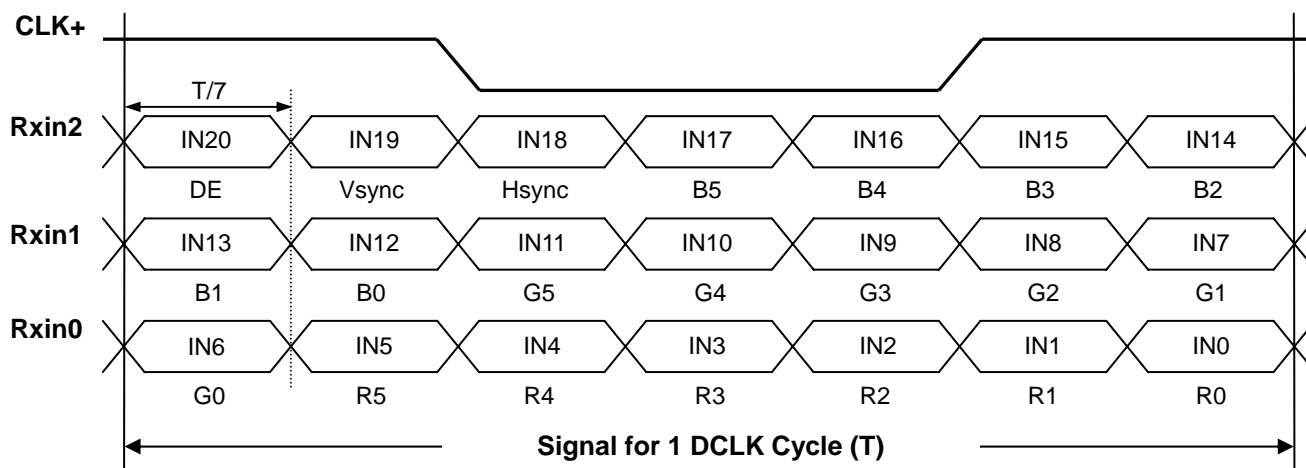 CLK+
T/7
Rxin2 IN20 IN19 IN18 IN17 IN16 IN15 IN14
DE Vsync Hsync B5 B4 B3 B2
Rxin1 IN13 IN12 IN11 IN10 IN9 IN8 IN7
B1 B0 G5 G4 G3 G2 G1
Rxin0 IN6 IN5 IN4 IN3 IN2 IN1 IN0
G0 R5 R4 R3 R2 R1 R0
Signal for 1 DCLK Cycle (T)